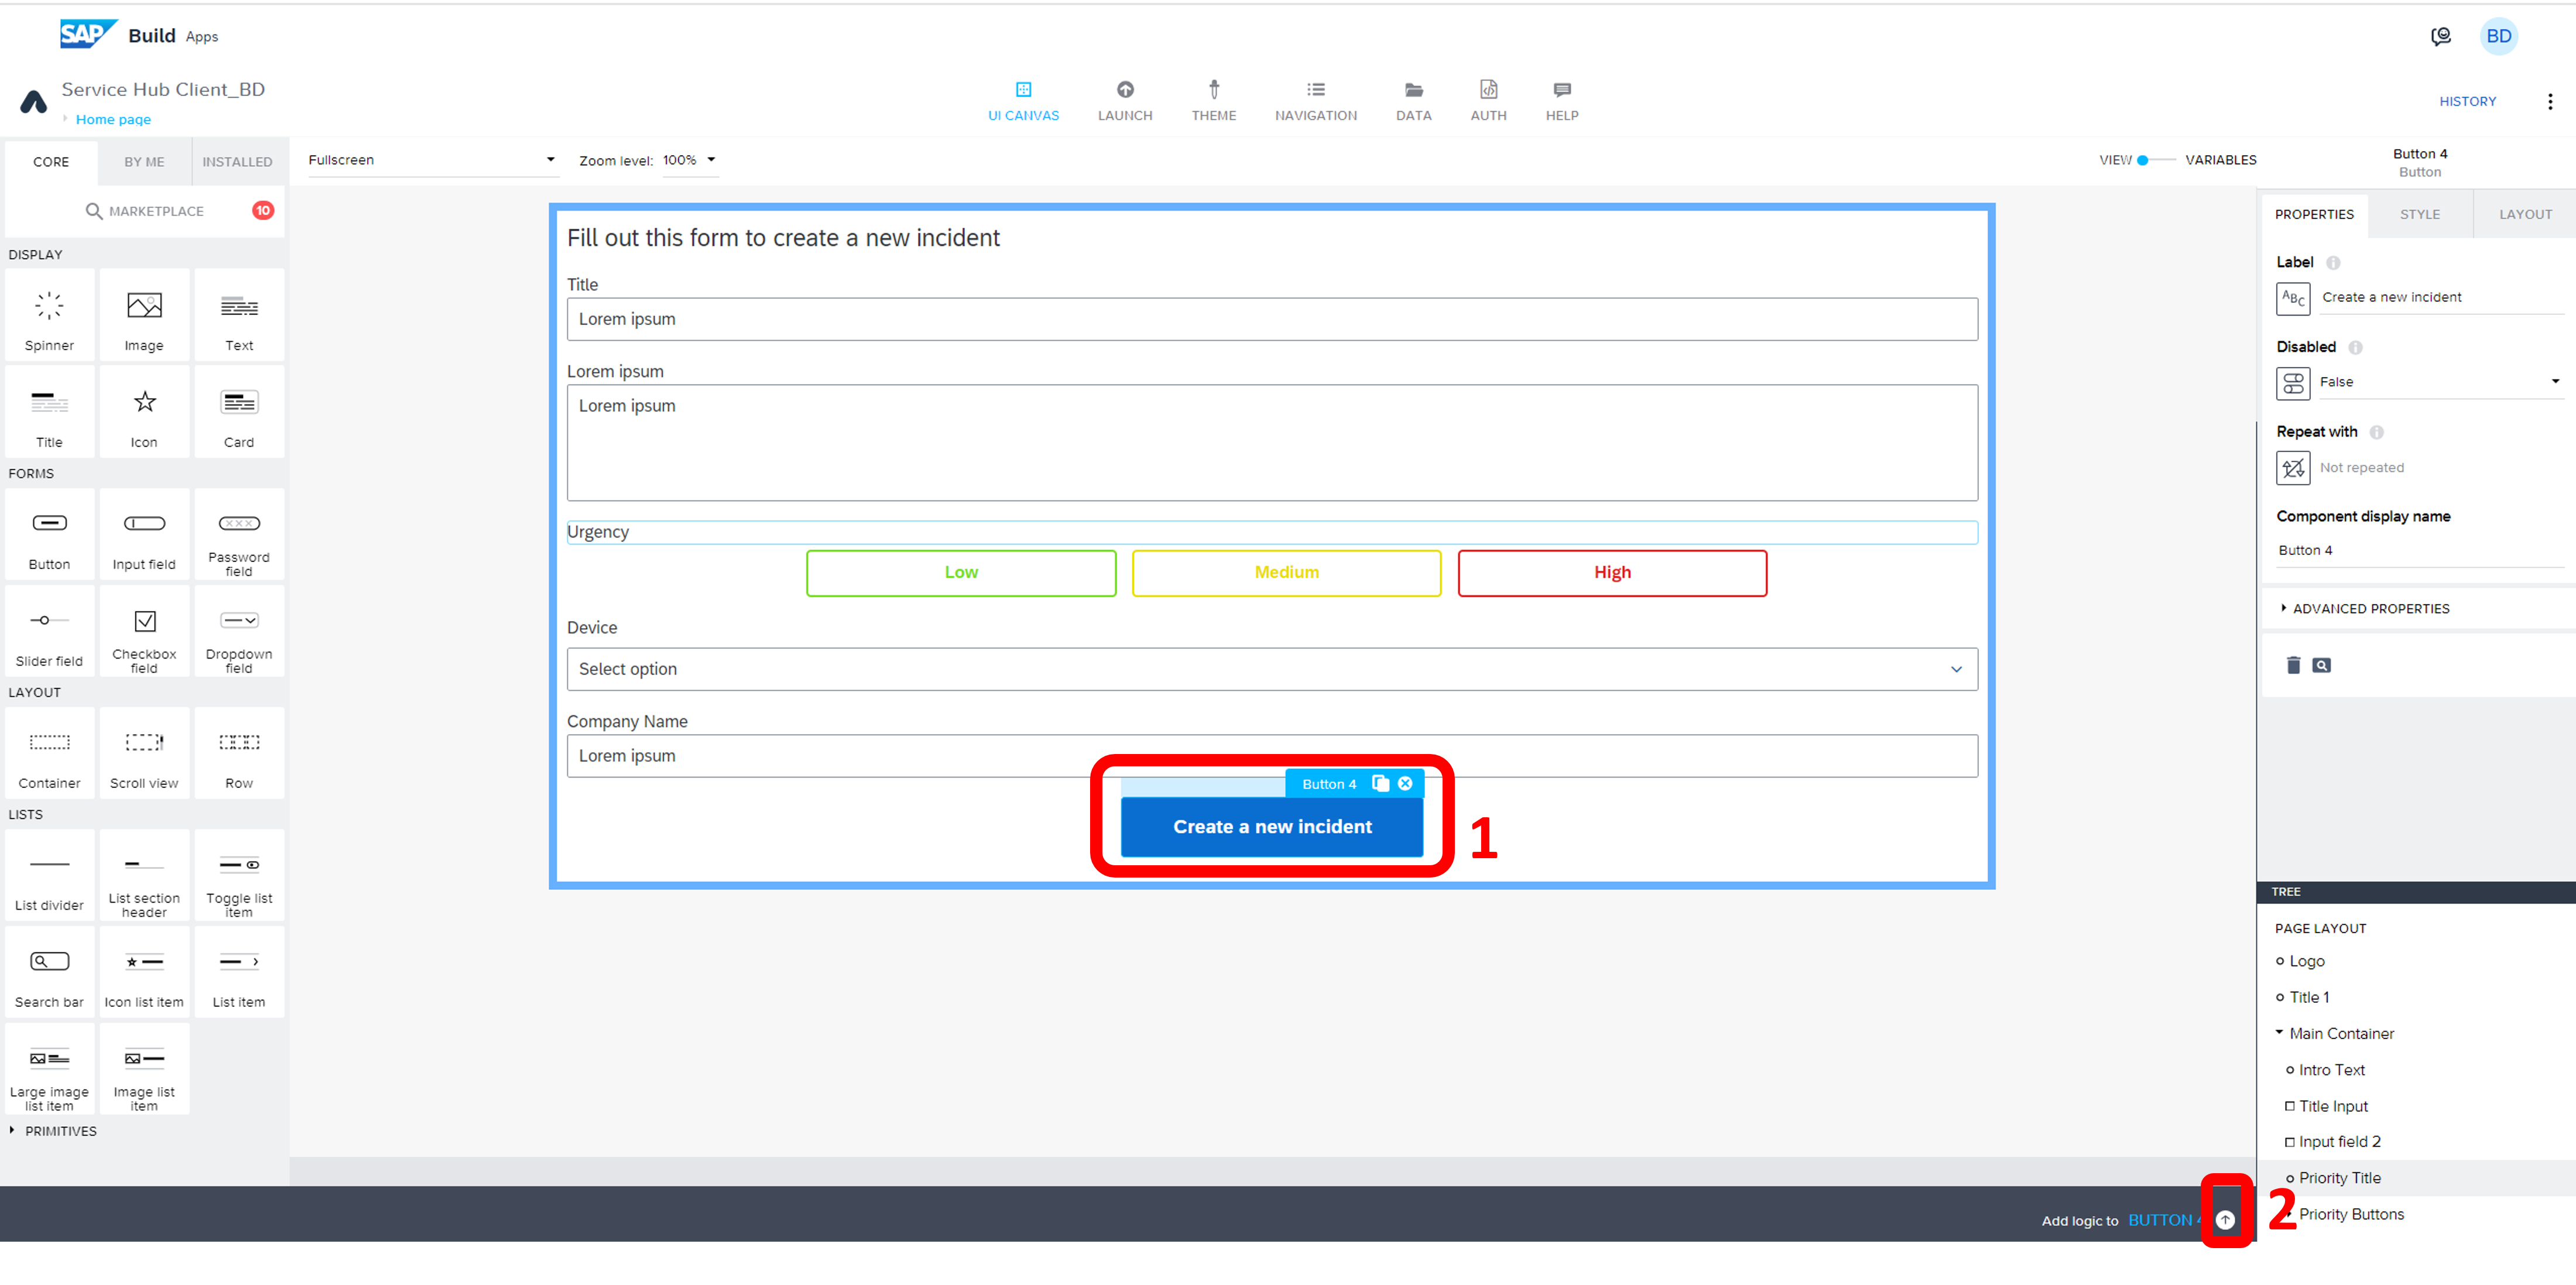 SAP Build Apps
BD
Service Hub Client_BD
Home page
UI CANVAS
LAUNCH
THEME
NAVIGATION
DATA
AUTH
HELP
HISTORY
CORE
BY ME
INSTALLED
Fullscreen
Zoom level: 100%
VIEW
VARIABLES
Button 4
Button
MARKETPLACE
10
DISPLAY
Spinner
Image
Text
Title
Icon
Card
FORMS
Button
Input field
Password
field
Slider field
Checkbox
field
Dropdown
field
LAYOUT
Container
Scroll view
Row
LISTS
List divider
List section
header
Toggle list
item
Search bar
Icon list item
List item
Large image
list item
Image list
item
PRIMITIVES
Fill out this form to create a new incident
Title
Lorem ipsum
Lorem ipsum
Lorem ipsum
Urgency
Low
Medium
High
Device
Select option
Company Name
Lorem ipsum
Button 4
Create a new incident
1
Add logic to BUTTON 4
2
PROPERTIES
STYLE
LAYOUT
Label
ABC
Create a new incident
Disabled
False
Repeat with
Not repeated
Component display name
Button 4
ADVANCED PROPERTIES
TREE
PAGE LAYOUT
Logo
Title 1
Main Container
Intro Text
Title Input
Input field 2
Priority Title
Priority Buttons